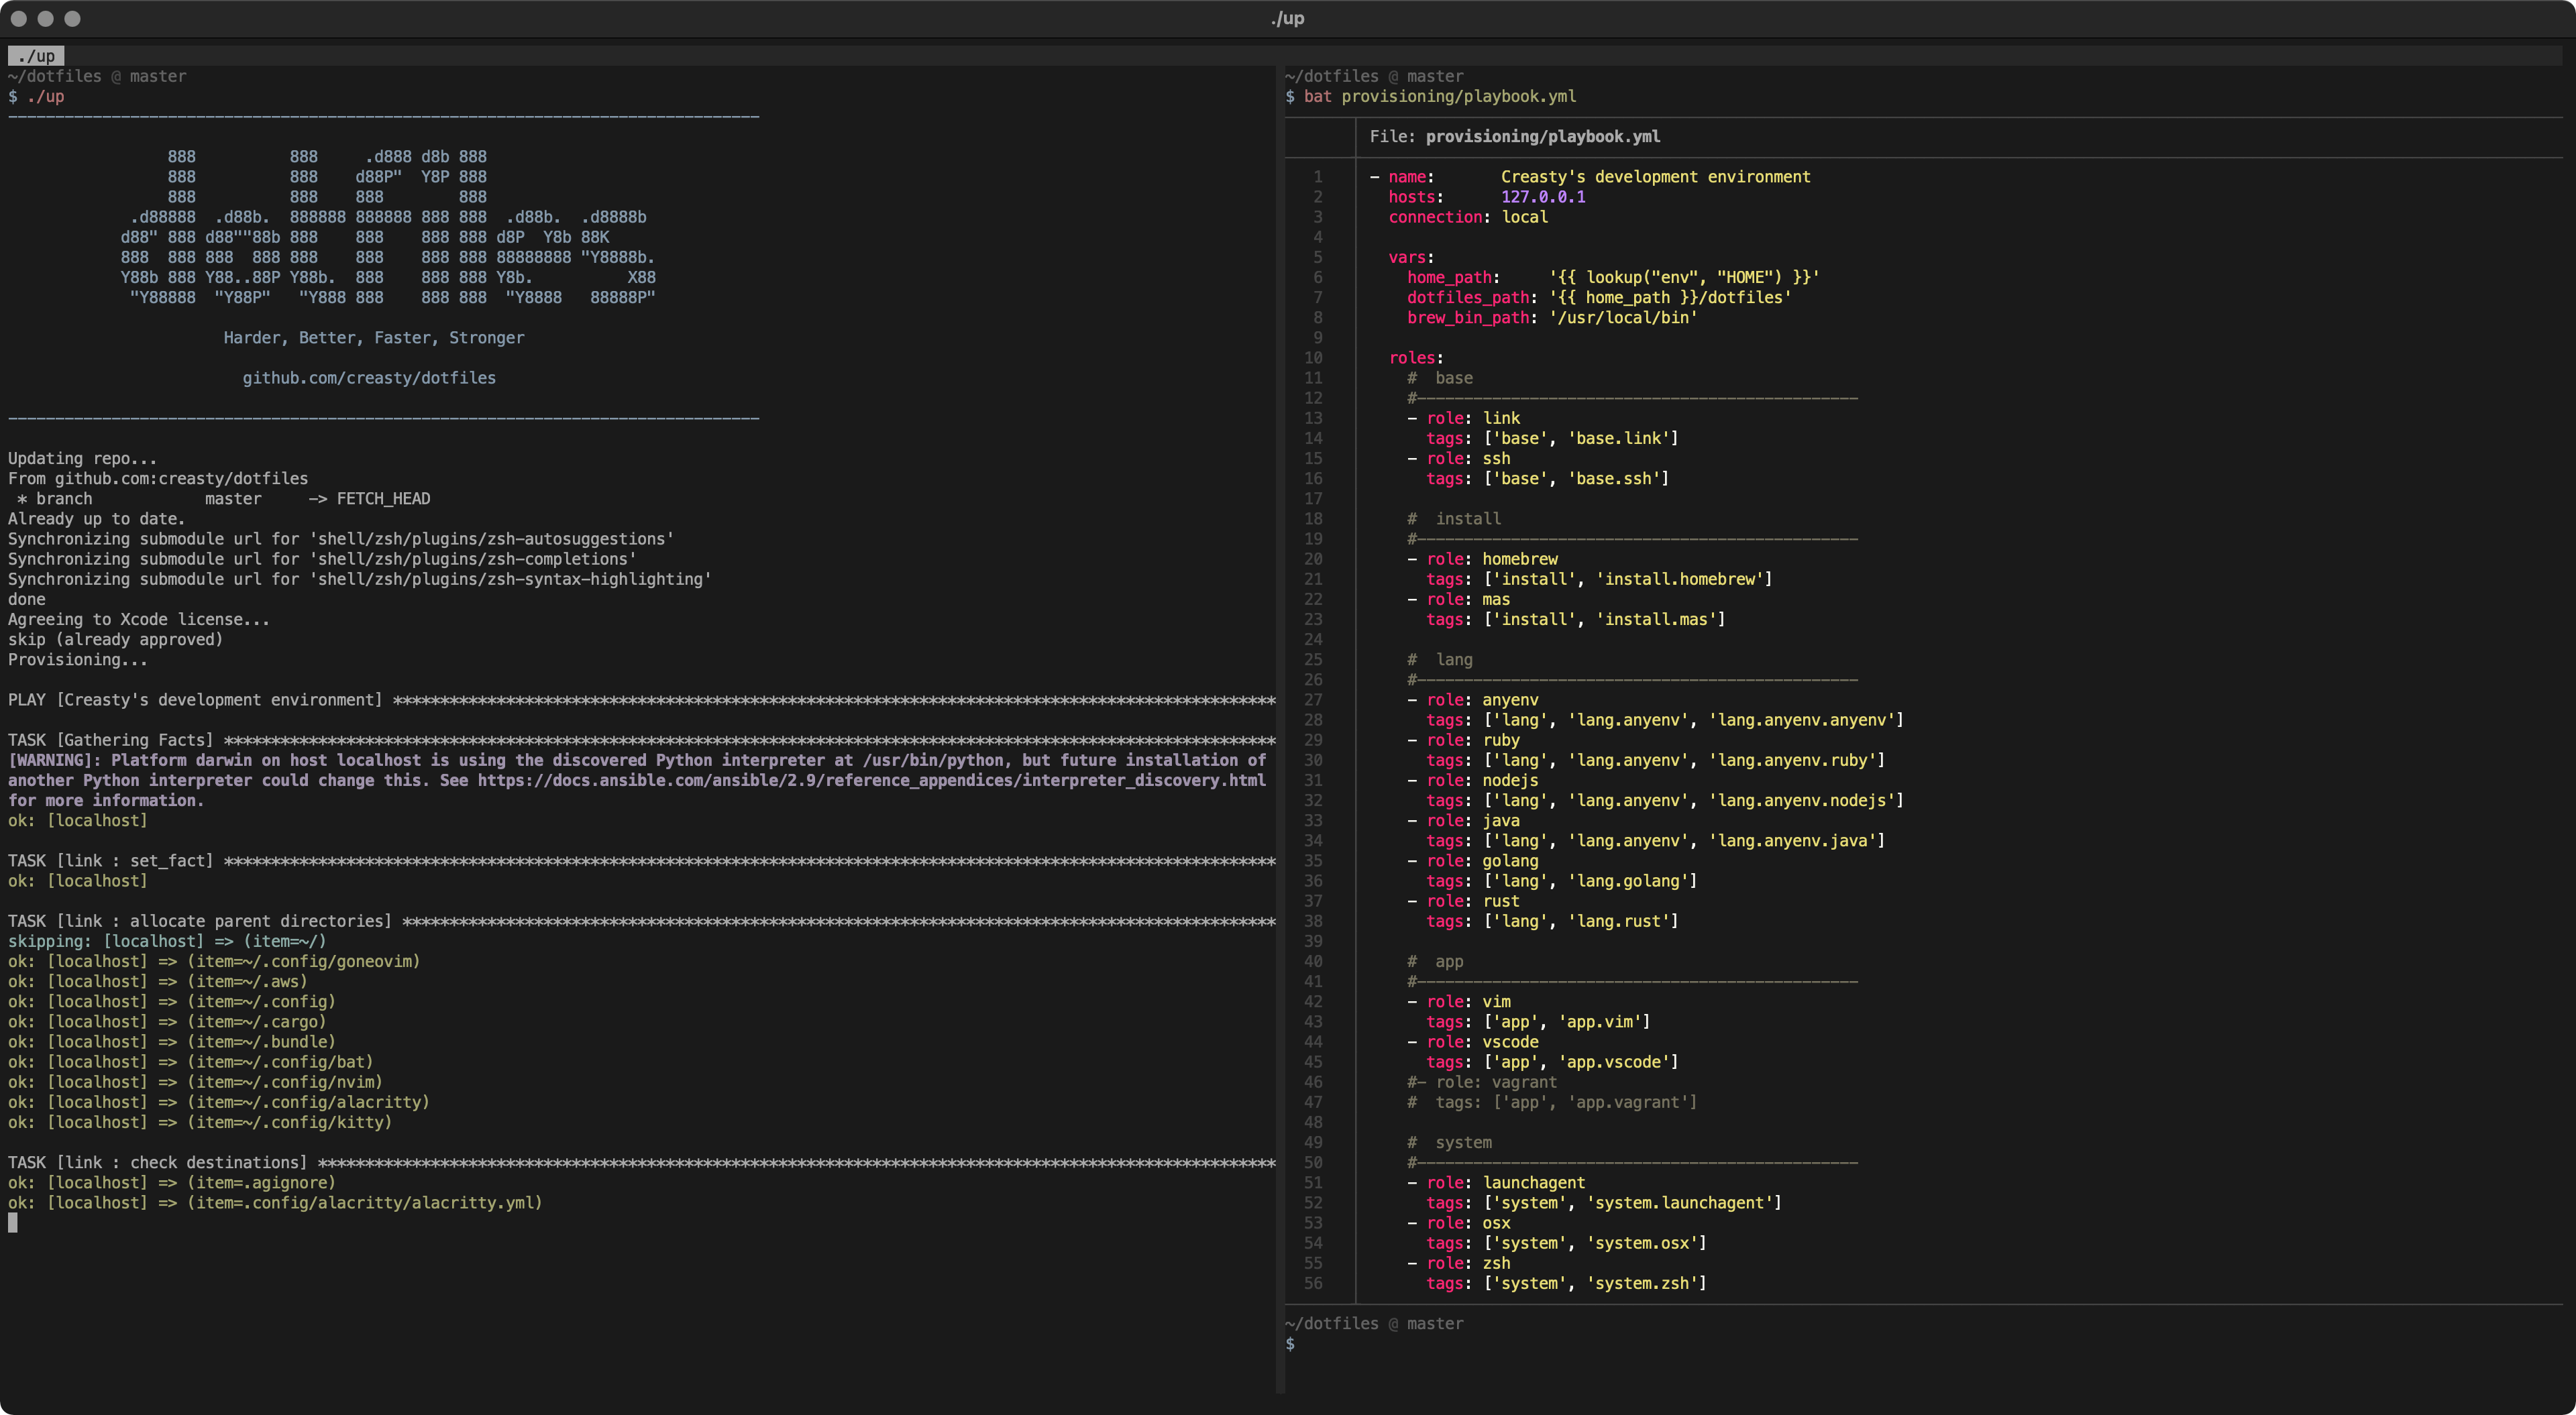 ./up
./up
~/dotfiles @ master
$ ./up
--------------------------------------------------------------------------------
                 888          888     .d888 d8b 888
                 888          888    d88P"  Y8P 888
                 888          888    888        888
             .d88888  .d88b.  888888 888888 888 888  .d88b.  .d8888b
            d88" 888 d88""88b 888    888    888 888 d8P  Y8b 88K
            888  888 888  888 888    888    888 888 88888888 "Y8888b.
            Y88b 888 Y88..88P Y88b.  888    888 888 Y8b.          X88
             "Y88888  "Y88P"   "Y888 888    888 888  "Y8888   88888P"
Harder, Better, Faster, Stronger
github.com/creasty/dotfiles
--------------------------------------------------------------------------------
Updating repo...
From github.com:creasty/dotfiles
 * branch            master     -> FETCH_HEAD
Already up to date.
Synchronizing submodule url for 'shell/zsh/plugins/zsh-autosuggestions'
Synchronizing submodule url for 'shell/zsh/plugins/zsh-completions'
Synchronizing submodule url for 'shell/zsh/plugins/zsh-syntax-highlighting'
done
Agreeing to Xcode license...
skip (already approved)
Provisioning...
PLAY [Creasty's development environment] **********************************************************************************************
TASK [Gathering Facts] ****************************************************************************************************************
[WARNING]: Platform darwin on host localhost is using the discovered Python interpreter at /usr/bin/python, but future installation of
another Python interpreter could change this. See https://docs.ansible.com/ansible/2.9/reference_appendices/interpreter_discovery.html
for more information.
ok: [localhost]
TASK [link : set_fact] ****************************************************************************************************************
ok: [localhost]
TASK [link : allocate parent directories] *********************************************************************************************
skipping: [localhost] => (item=~/)
ok: [localhost] => (item=~/.config/goneovim)
ok: [localhost] => (item=~/.aws)
ok: [localhost] => (item=~/.config)
ok: [localhost] => (item=~/.cargo)
ok: [localhost] => (item=~/.bundle)
ok: [localhost] => (item=~/.config/bat)
ok: [localhost] => (item=~/.config/nvim)
ok: [localhost] => (item=~/.config/alacritty)
ok: [localhost] => (item=~/.config/kitty)
TASK [link : check destinations] ******************************************************************************************************
ok: [localhost] => (item=.agignore)
ok: [localhost] => (item=.config/alacritty/alacritty.yml)
~/dotfiles @ master
$ bat provisioning/playbook.yml
File: provisioning/playbook.yml
1 - name:       Creasty's development environment
2   hosts:      127.0.0.1
3   connection: local
4
5   vars:
6     home_path:     '{{ lookup("env", "HOME") }}'
7     dotfiles_path: '{{ home_path }}/dotfiles'
8     brew_bin_path: '/usr/local/bin'
9
10   roles:
11     #  base
12     #-----------------------------------------------
13     - role: link
14       tags: ['base', 'base.link']
15     - role: ssh
16       tags: ['base', 'base.ssh']
17
18     #  install
19     #-----------------------------------------------
20     - role: homebrew
21       tags: ['install', 'install.homebrew']
22     - role: mas
23       tags: ['install', 'install.mas']
24
25     #  lang
26     #-----------------------------------------------
27     - role: anyenv
28       tags: ['lang', 'lang.anyenv', 'lang.anyenv.anyenv']
29     - role: ruby
30       tags: ['lang', 'lang.anyenv', 'lang.anyenv.ruby']
31     - role: nodejs
32       tags: ['lang', 'lang.anyenv', 'lang.anyenv.nodejs']
33     - role: java
34       tags: ['lang', 'lang.anyenv', 'lang.anyenv.java']
35     - role: golang
36       tags: ['lang', 'lang.golang']
37     - role: rust
38       tags: ['lang', 'lang.rust']
39
40     #  app
41     #-----------------------------------------------
42     - role: vim
43       tags: ['app', 'app.vim']
44     - role: vscode
45       tags: ['app', 'app.vscode']
46     #- role: vagrant
47     #  tags: ['app', 'app.vagrant']
48
49     #  system
50     #-----------------------------------------------
51     - role: launchagent
52       tags: ['system', 'system.launchagent']
53     - role: osx
54       tags: ['system', 'system.osx']
55     - role: zsh
56       tags: ['system', 'system.zsh']
~/dotfiles @ master
$